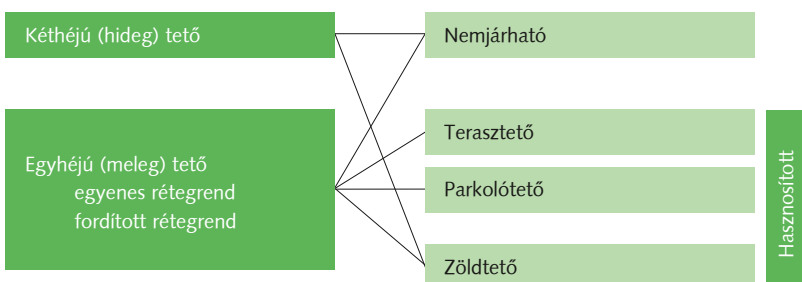 Kéthéjú (hideg) tető
Nemjárható
Egyhéjú (meleg) tető
egyenes rétegrend
fordított rétegrend
Terasztető
Parkolótető
Zöldtető
Hasznosított